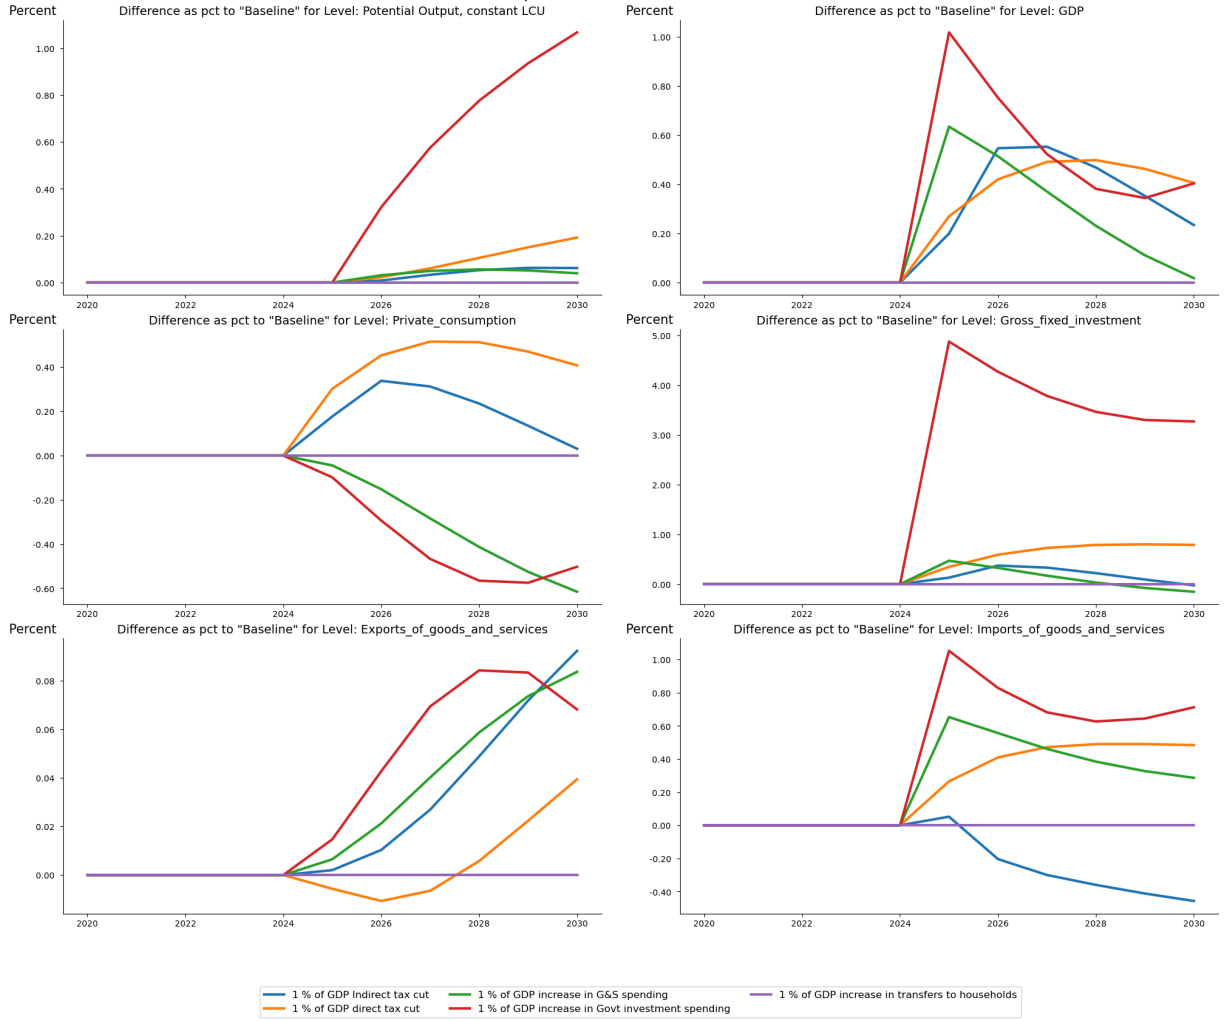 Percent
Difference as pct to "Baseline" for Level: Potential Output, constant LCU
1.00
0.80
0.60
0.40
0.20
0.00
2020 2022 2024 2026 2028 2030
Percent
Difference as pct to "Baseline" for Level: GDP
1.00
0.80
0.60
0.40
0.20
0.00
2020 2022 2024 2026 2028 2030
Percent
Difference as pct to "Baseline" for Level: Private_consumption
0.40
0.20
0.00
-0.20
-0.40
-0.60
2020 2022 2024 2026 2028 2030
Percent
Difference as pct to "Baseline" for Level: Gross_fixed_investment
5.00
4.00
3.00
2.00
1.00
0.00
2020 2022 2024 2026 2028 2030
Percent
Difference as pct to "Baseline" for Level: Exports_of_goods_and_services
0.08
0.06
0.04
0.02
0.00
2020 2022 2024 2026 2028 2030
Percent
Difference as pct to "Baseline" for Level: Imports_of_goods_and_services
1.00
0.80
0.60
0.40
0.20
0.00
-0.20
-0.40
2020 2022 2024 2026 2028 2030
1 % of GDP Indirect tax cut
1 % of GDP direct tax cut
1 % of GDP increase in G&S spending
1 % of GDP increase in Govt investment spending
1 % of GDP increase in transfers to households